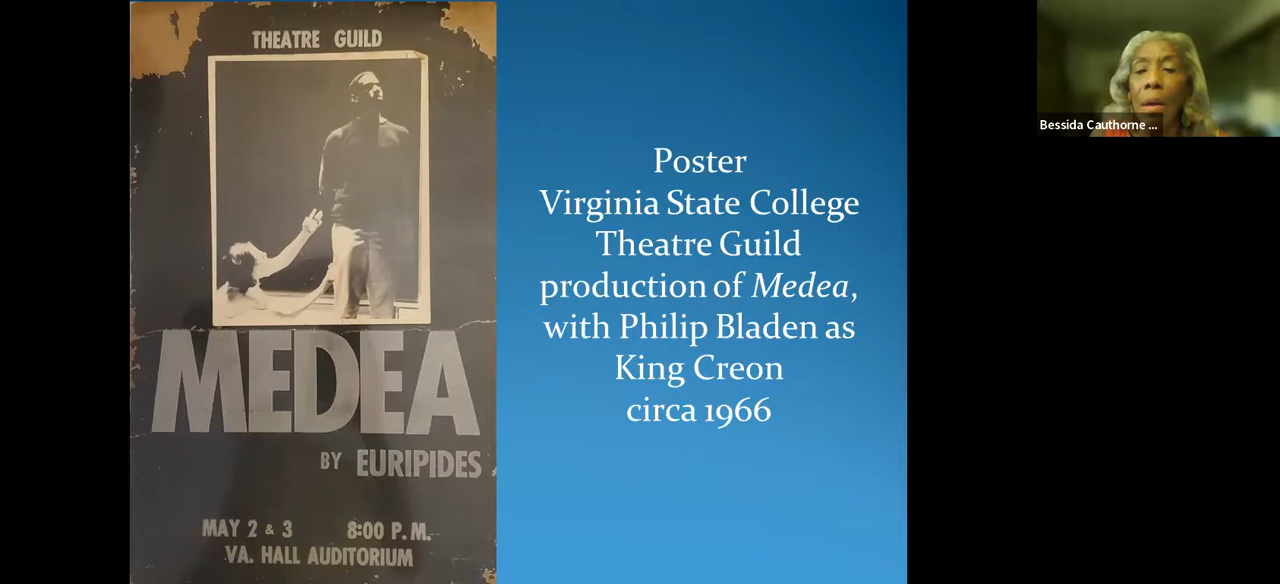 THEATRE GUILD
MEDEA
BY EURIPIDES
MAY 2 & 3 8:00 P.M.
VA. HALL AUDITORIUM
Poster
Virginia State College
Theatre Guild
production of Medea,
with Philip Bladen as
King Creon
circa 1966
Bessida Cauthorne ...